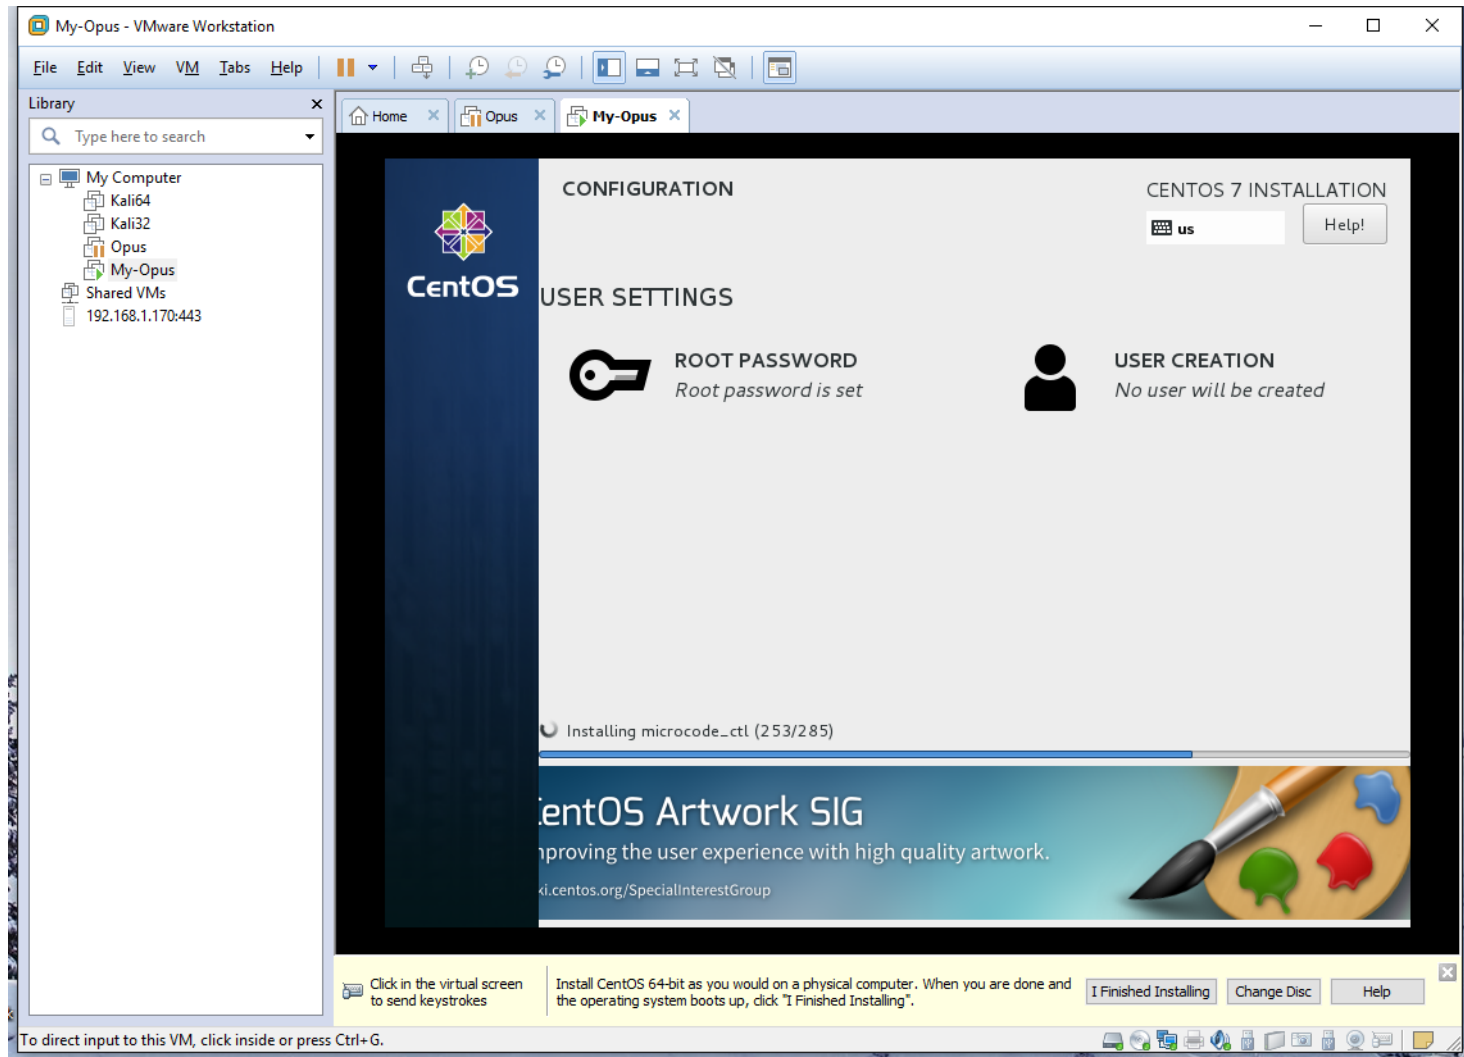 My-Opus - VMware Workstation
File Edit View VM Tabs Help
Library
Type here to search
My Computer
Kali64
Kali32
Opus
My-Opus
Shared VMs
192.168.1.170:443
Home
Opus
My-Opus
CentOS
CONFIGURATION
CENTOS 7 INSTALLATION
us
Help!
USER SETTINGS
ROOT PASSWORD
Root password is set
USER CREATION
No user will be created
Installing microcode_ctl (253/285)
entOS Artwork SIG
proving the user experience with high quality artwork.
ki.centos.org/SpecialInterestGroup
Click in the virtual screen
to send keystrokes
Install CentOS 64-bit as you would on a physical computer. When you are done and
the operating system boots up, click "I Finished Installing".
I Finished Installing
Change Disc
Help
To direct input to this VM, click inside or press Ctrl+G.